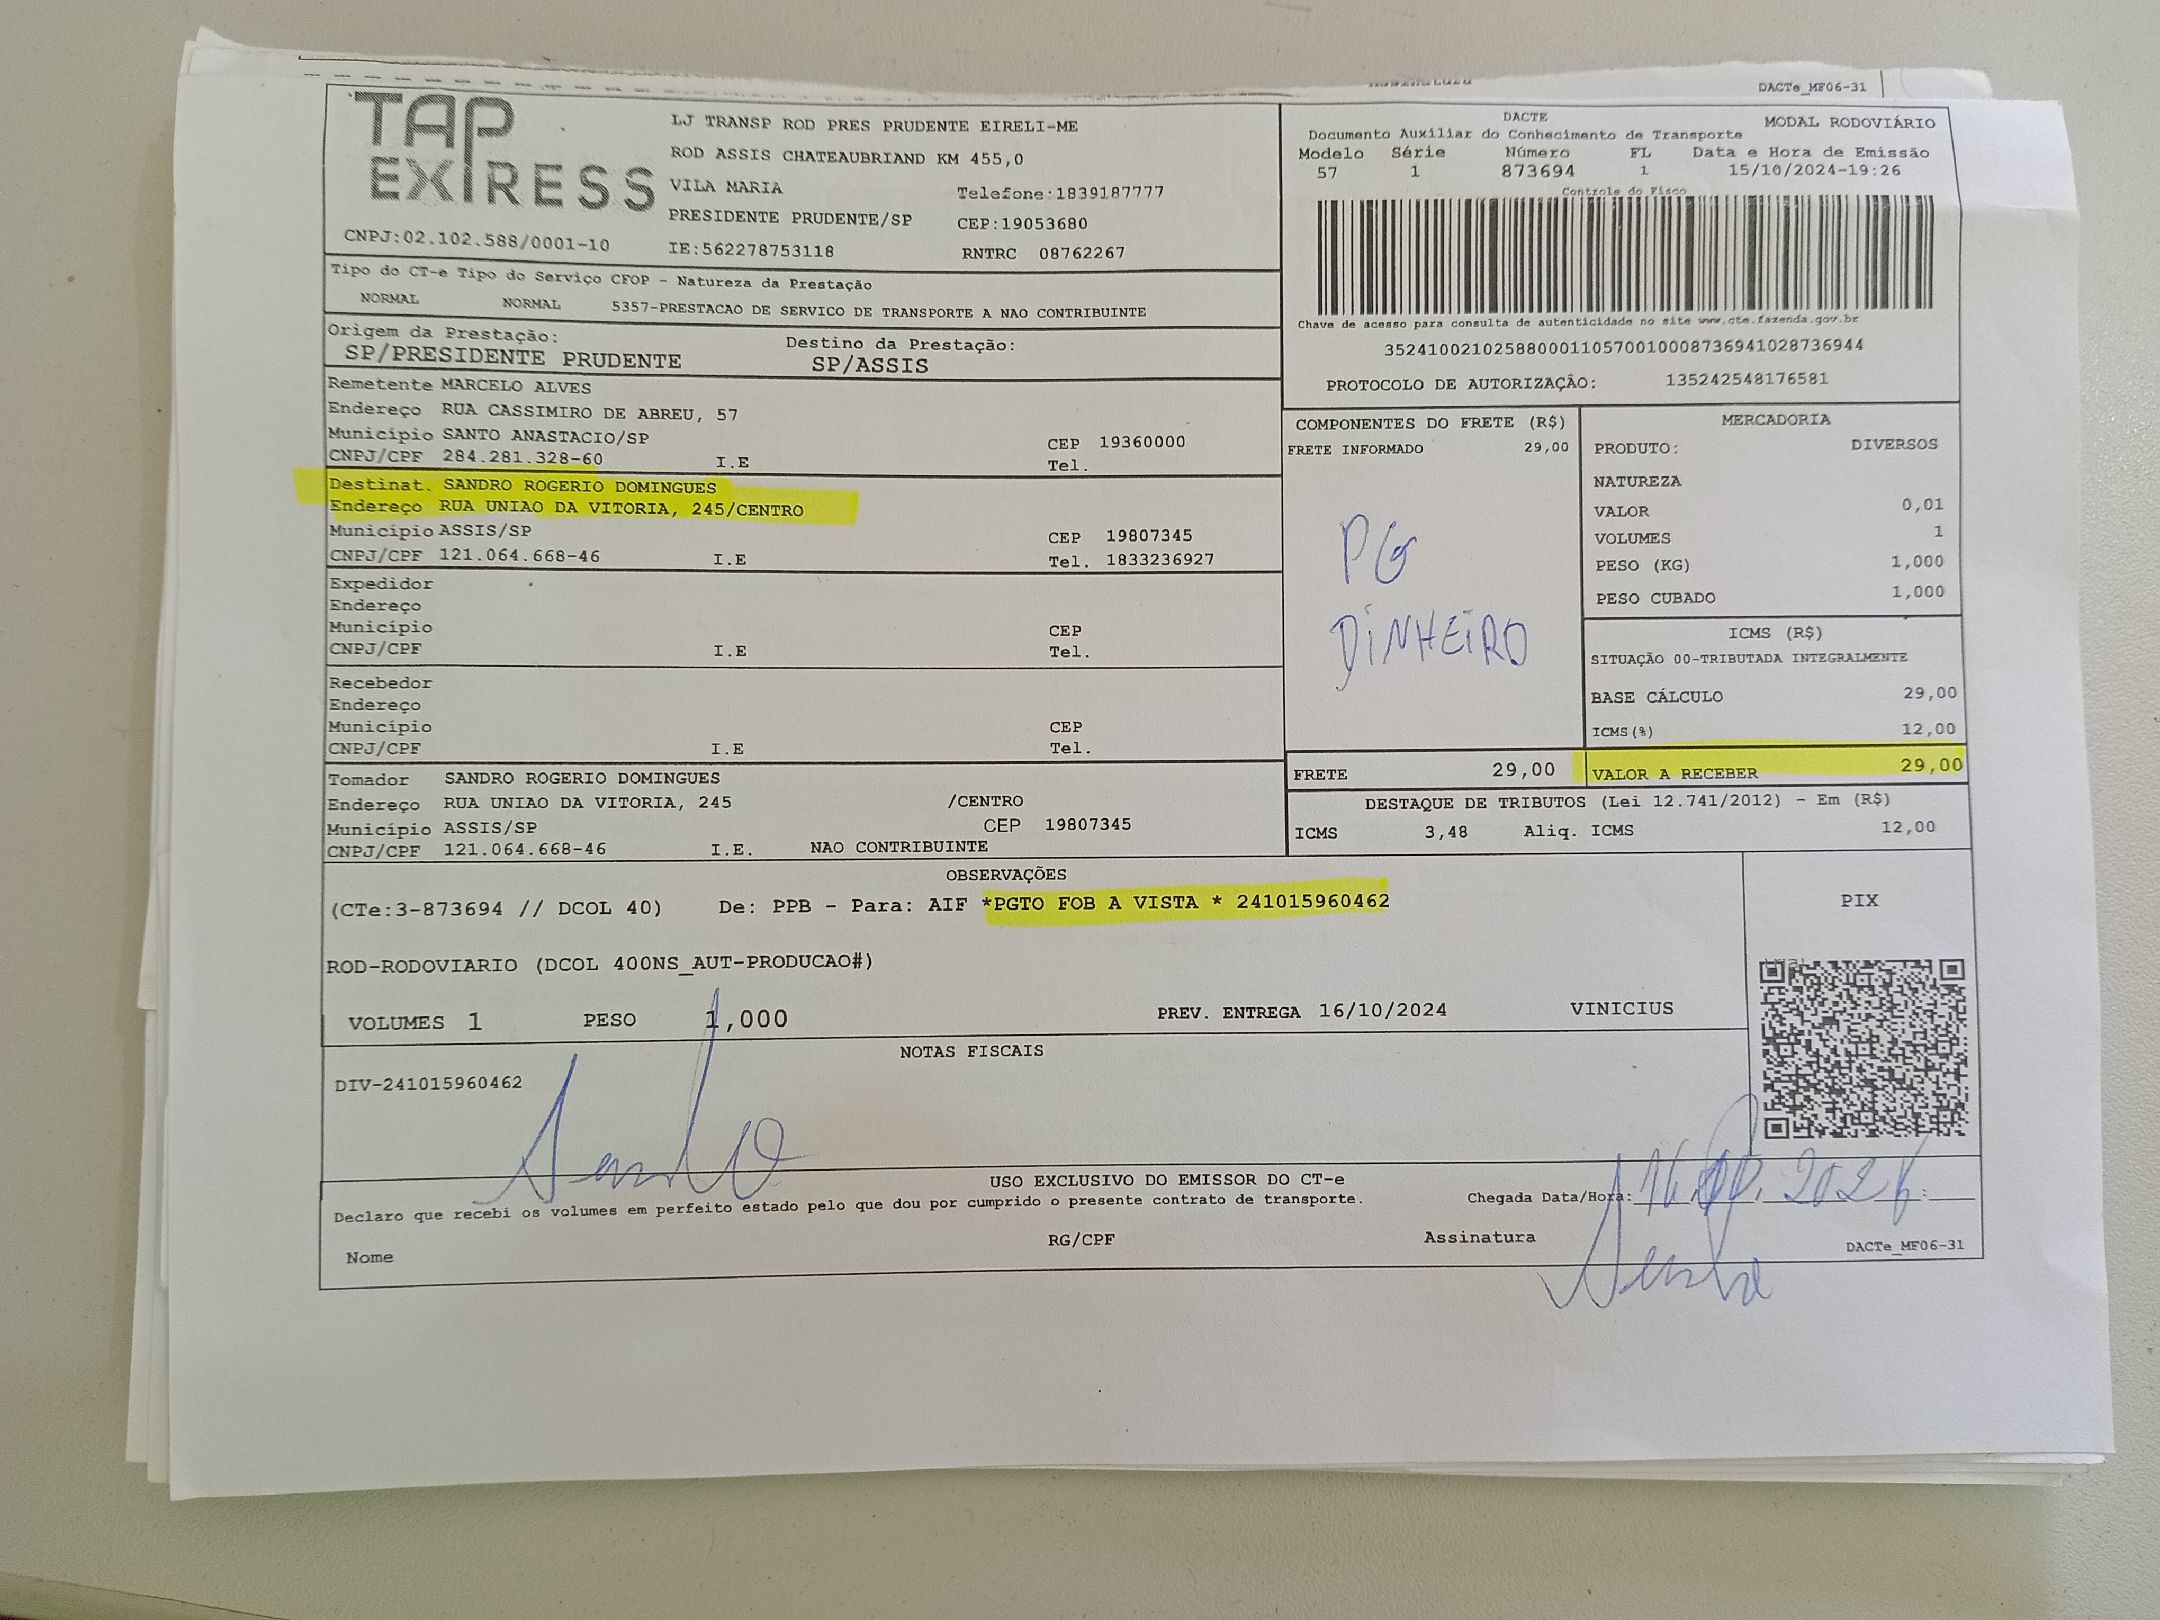 DACTe_MF06-31
TAP
EXPRESS
CNPJ:02.102.588/0001-10
LJ TRANSP ROD PRES PRUDENTE EIRELI-ME
ROD ASSIS CHATEAUBRIAND KM 455,0
VILA MARIA Telefone:1839187777
PRESIDENTE PRUDENTE/SP CEP:19053680
IE:562278753118 RNTRC 08762267
DACTE MODAL RODOVIÁRIO
Documento Auxiliar do Conhecimento de Transporte
Modelo Série Número FL Data e Hora de Emissão
57 1 873694 1 15/10/2024-19:26
Controle do Fisco
Chave de acesso para consulta de autenticidade no site www.cte.fazenda.gov.br
35241002102588000110570010008736941028736944
PROTOCOLO DE AUTORIZAÇÂO: 135242548176581
Tipo do CT-e Tipo do Serviço CFOP - Natureza da Prestação
NORMAL NORMAL 5357-PRESTACAO DE SERVICO DE TRANSPORTE A NAO CONTRIBUINTE
Origem da Prestação: Destino da Prestação:
SP/PRESIDENTE PRUDENTE SP/ASSIS
Remetente MARCELO ALVES
Endereço RUA CASSIMIRO DE ABREU, 57
Município SANTO ANASTACIO/SP CEP 19360000
CNPJ/CPF 284.281.328-60 I.E Tel.
Destinat. SANDRO ROGERIO DOMINGUES
Endereço RUA UNIAO DA VITORIA, 245/CENTRO
Município ASSIS/SP CEP 19807345
CNPJ/CPF 121.064.668-46 I.E Tel. 1833236927
Expedidor
Endereço
Município CEP
CNPJ/CPF I.E Tel.
Recebedor
Endereço
Município CEP
CNPJ/CPF I.E Tel.
Tomador SANDRO ROGERIO DOMINGUES
Endereço RUA UNIAO DA VITORIA, 245 /CENTRO
Município ASSIS/SP CEP 19807345
CNPJ/CPF 121.064.668-46 I.E. NAO CONTRIBUINTE
COMPONENTES DO FRETE (R$)
FRETE INFORMADO 29,00
PG
DINHEIRO
MERCADORIA
PRODUTO: DIVERSOS
NATUREZA
VALOR 0,01
VOLUMES 1
PESO (KG) 1,000
PESO CUBADO 1,000
ICMS (R$)
SITUAÇÃO 00-TRIBUTADA INTEGRALMENTE
BASE CÁLCULO 29,00
ICMS(%) 12,00
FRETE 29,00 VALOR A RECEBER 29,00
DESTAQUE DE TRIBUTOS (Lei 12.741/2012) - Em (R$)
ICMS 3,48 Aliq. ICMS 12,00
OBSERVAÇÕES
(CTe:3-873694 // DCOL 40) De: PPB - Para: AIF *PGTO FOB A VISTA * 241015960462
ROD-RODOVIARIO (DCOL 400NS_AUT-PRODUCAO#)
VOLUMES 1 PESO 1,000 PREV. ENTREGA 16/10/2024 VINICIUS
PIX
NOTAS FISCAIS
DIV-241015960462
Sandro
USO EXCLUSIVO DO EMISSOR DO CT-e
Declaro que recebi os volumes em perfeito estado pelo que dou por cumprido o presente contrato de transporte.
Chegada Data/Hora:
Nome RG/CPF Assinatura
DACTe_MF06-31